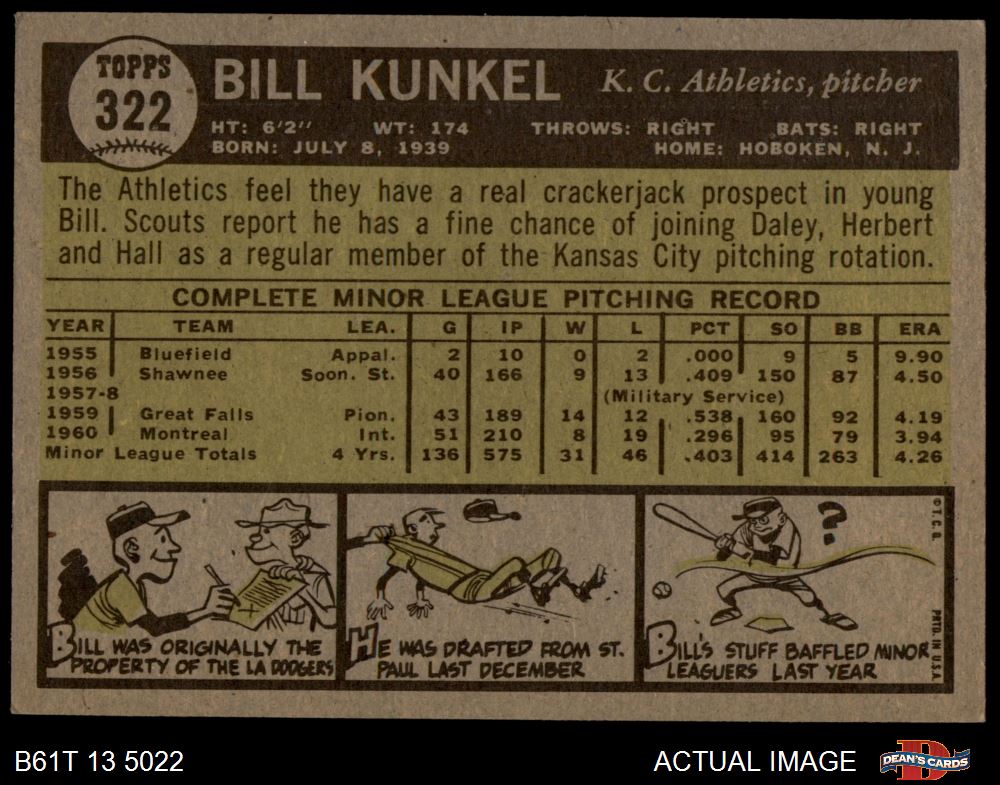 TOPPS
322
BILL KUNKEL K. C. Athletics, pitcher
HT: 6'2" WT: 174 THROWS: RIGHT BATS: RIGHT
BORN: JULY 8, 1939 HOME: HOBOKEN, N. J.
The Athletics feel they have a real crackerjack prospect in young
Bill. Scouts report he has a fine chance of joining Daley, Herbert
and Hall as a regular member of the Kansas City pitching rotation.
COMPLETE MINOR LEAGUE PITCHING RECORD
YEAR TEAM LEA. G IP W L PCT SO BB ERA
1955 Bluefield Appal. 2 10 0 2 .000 9 5 9.90
1956 Shawnee Soon. St. 40 166 9 13 .409 150 87 4.50
1957-8 (Military Service)
1959 Great Falls Pion. 43 189 14 12 .538 160 92 4.19
1960 Montreal Int. 51 210 8 19 .296 95 79 3.94
Minor League Totals 4 Yrs. 136 575 31 46 .403 414 263 4.26
BILL WAS ORIGINALLY THE
PROPERTY OF THE LA DODGERS
HE WAS DRAFTED FROM ST.
PAUL LAST DECEMBER
?
BILL'S STUFF BAFFLED MINOR
LEAGUERS LAST YEAR
© T. C. G.
PRTD. IN U.S.A.
B61T 13 5022
ACTUAL IMAGE
D
DEAN'S CARDS